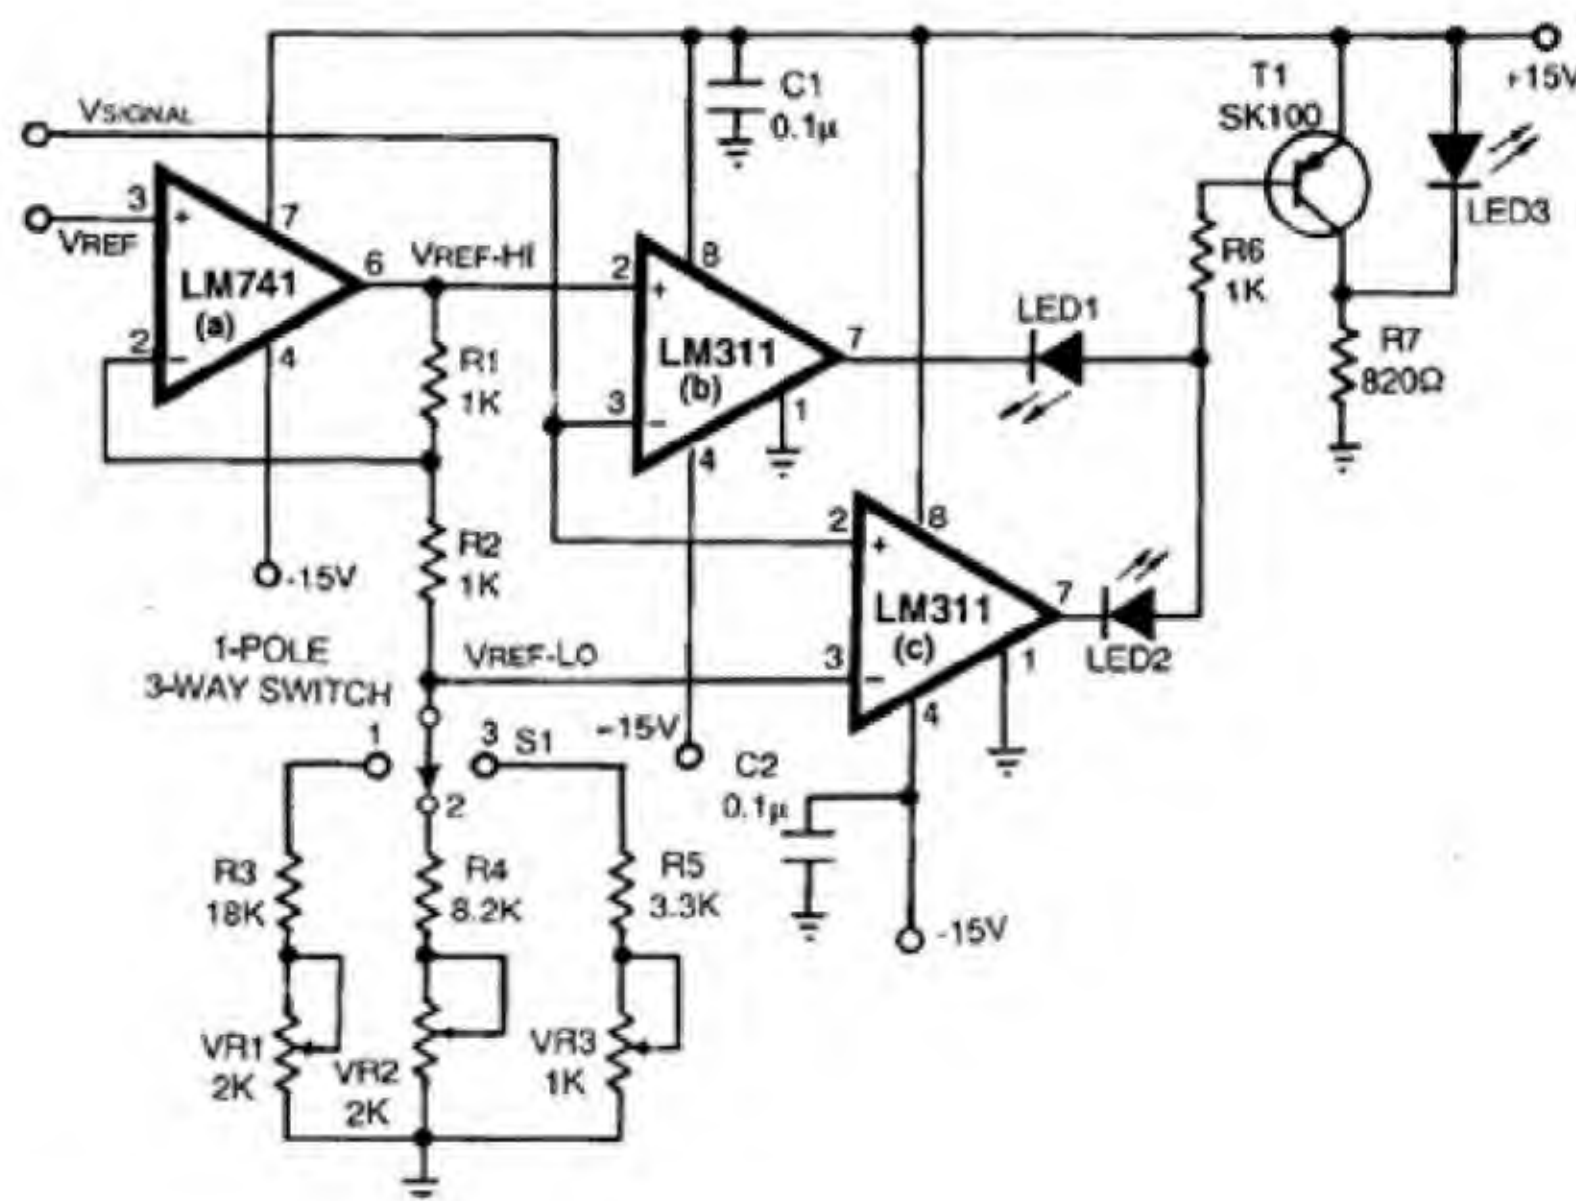 VSIGNAL
3
+
VREF
7
LM741
(a)
6
VREF-HI
2
-
4
-15V
R1
1K
R2
1K
C1
0.1µ
2
+
8
LM311
(b)
7
3
-
1
4
-15V
LED1
T1
SK100
+15V
LED3
R6
1K
R7
820Ω
2
+
8
LM311
(c)
7
3
-
1
4
LED2
VREF-LO
1-POLE
3-WAY SWITCH
1
3 S1
2
C2
0.1µ
-15V
R3
18K
R4
8.2K
R5
3.3K
VR1
2K
VR2
2K
VR3
1K